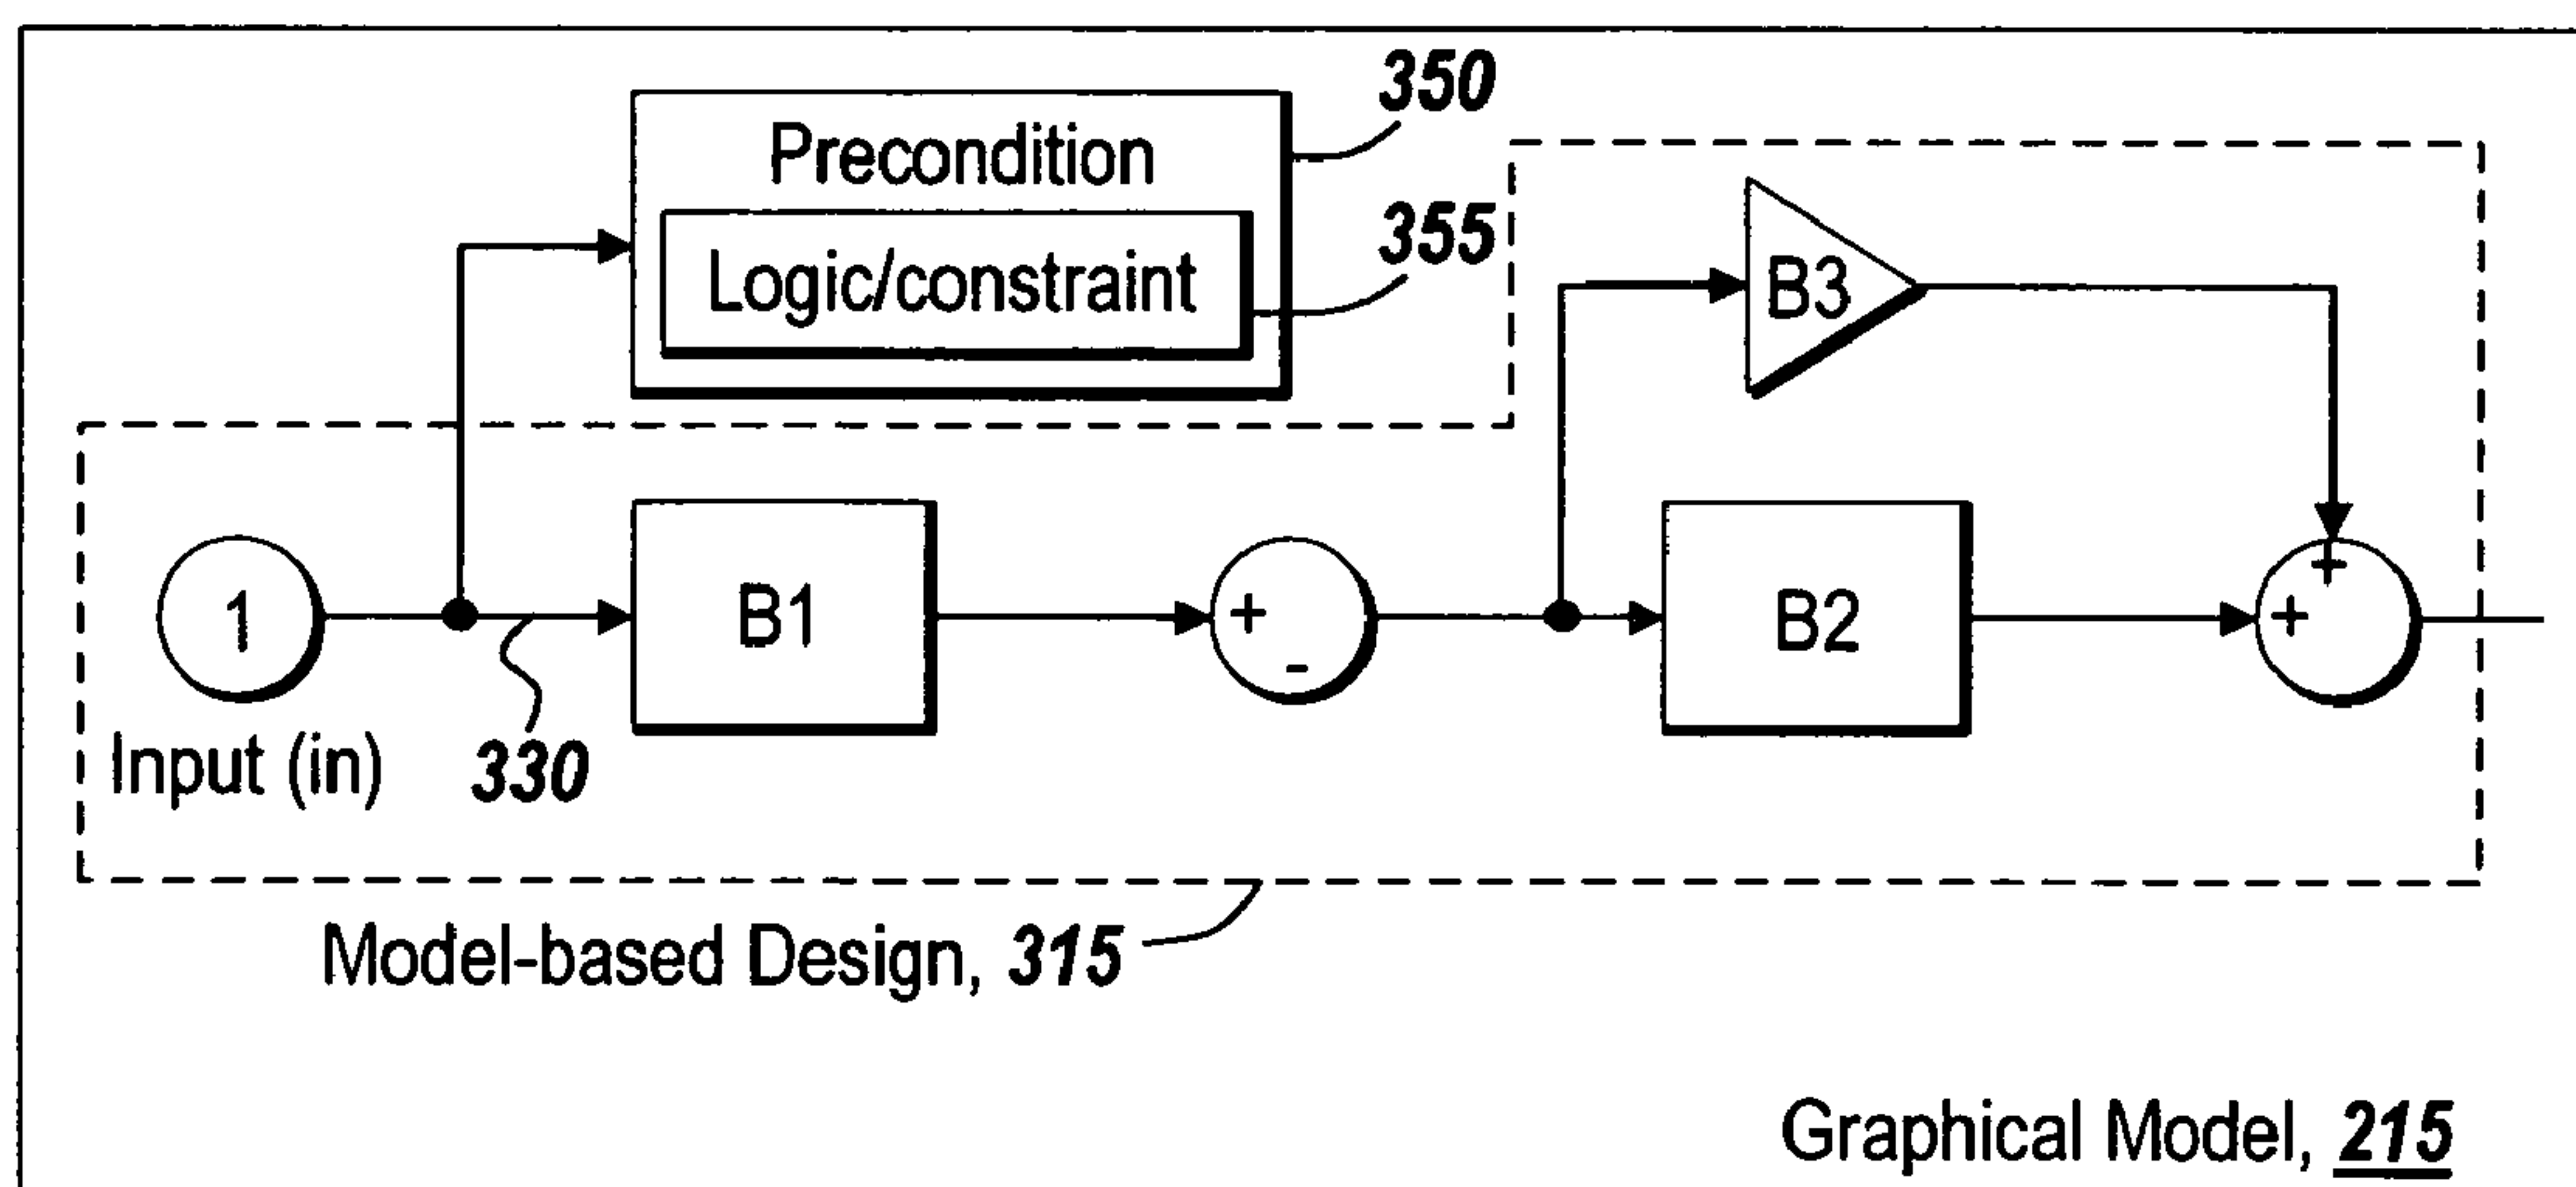 350
Precondition
355
Logic/constraint
B3
1
B1
+
-
B2
+
+
Input (in)
330
Model-based Design, 315
Graphical Model, 215